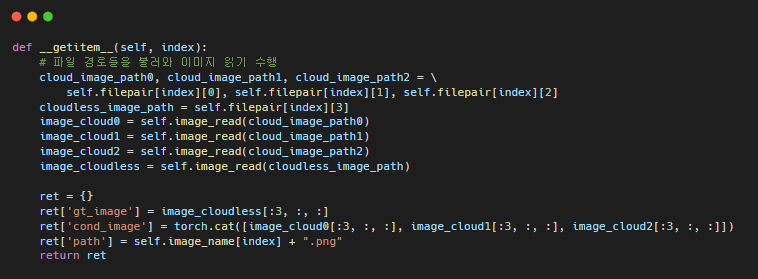 def __getitem__(self, index):
    # 파일 경로들을 불러와 이미지 읽기 수행
    cloud_image_path0, cloud_image_path1, cloud_image_path2 = \
        self.filepair[index][0], self.filepair[index][1], self.filepair[index][2]
    cloudless_image_path = self.filepair[index][3]
    image_cloud0 = self.image_read(cloud_image_path0)
    image_cloud1 = self.image_read(cloud_image_path1)
    image_cloud2 = self.image_read(cloud_image_path2)
    image_cloudless = self.image_read(cloudless_image_path)

    ret = {}
    ret['gt_image'] = image_cloudless[:3, :, :]
    ret['cond_image'] = torch.cat([image_cloud0[:3, :, :], image_cloud1[:3, :, :], image_cloud2[:3, :, :]])
    ret['path'] = self.image_name[index] + ".png"
    return ret